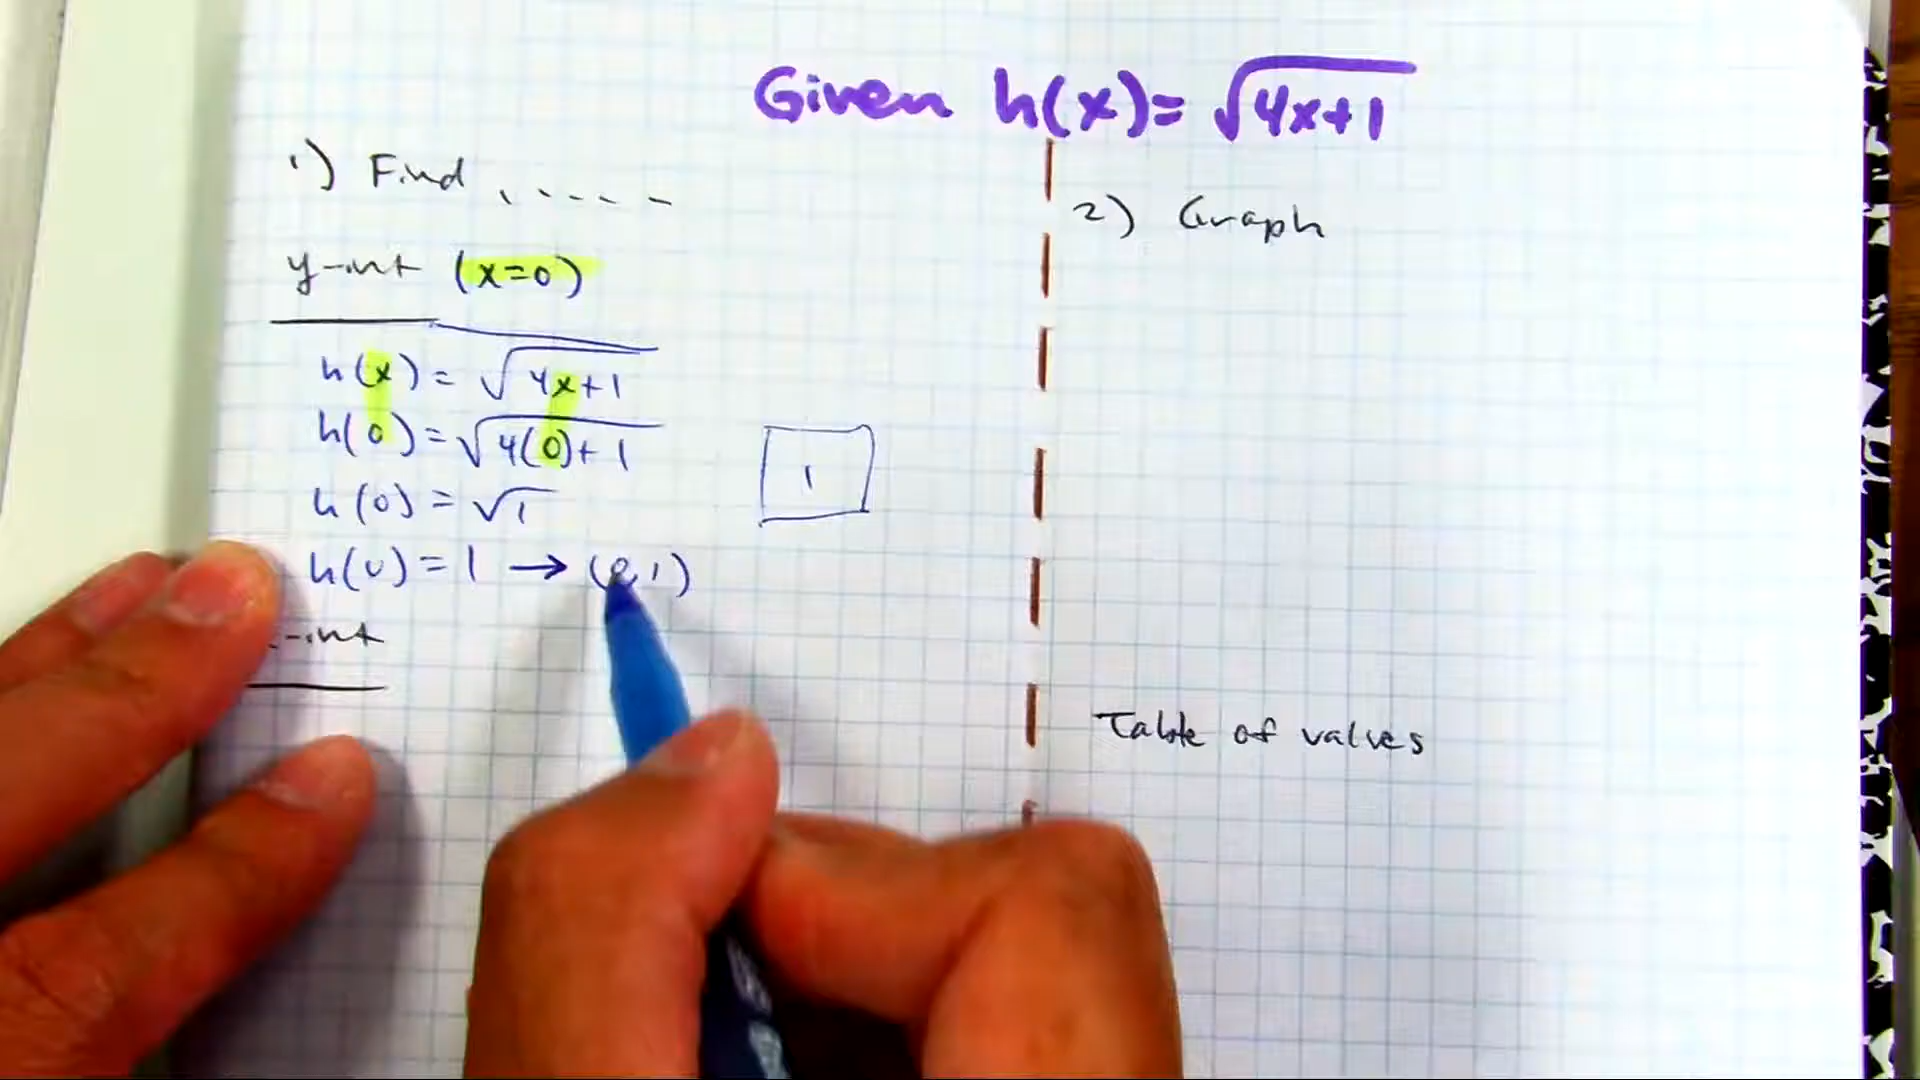 Given h(x)= √4x+1
1) Find . - - - -
y-int (x=0)
h(x) = √4x+1
h(0) = √4(0)+1
h(0) = √1
1
h(0) = 1 → (0,1)
-int
2) Graph
Table of values